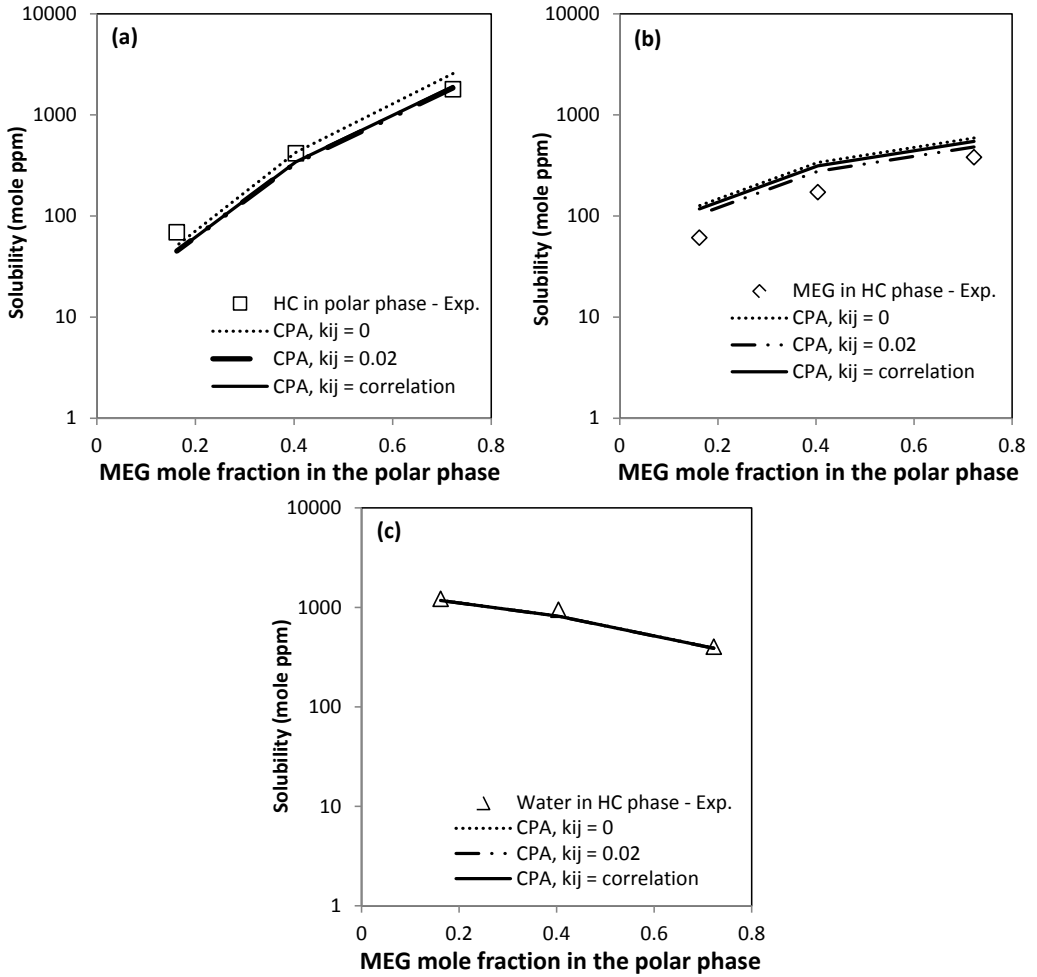 (a)
10000
1000
100
10
1
Solubility (mole ppm)
HC in polar phase - Exp.
CPA, kij = 0
CPA, kij = 0.02
CPA, kij = correlation
0 0.2 0.4 0.6 0.8
MEG mole fraction in the polar phase
(b)
10000
1000
100
10
1
Solubility (mole ppm)
MEG in HC phase - Exp.
CPA, kij = 0
CPA, kij = 0.02
CPA, kij = correlation
0 0.2 0.4 0.6 0.8
MEG mole fraction in the polar phase
(c)
10000
1000
100
10
1
Solubility (mole ppm)
Water in HC phase - Exp.
CPA, kij = 0
CPA, kij = 0.02
CPA, kij = correlation
0 0.2 0.4 0.6 0.8
MEG mole fraction in the polar phase